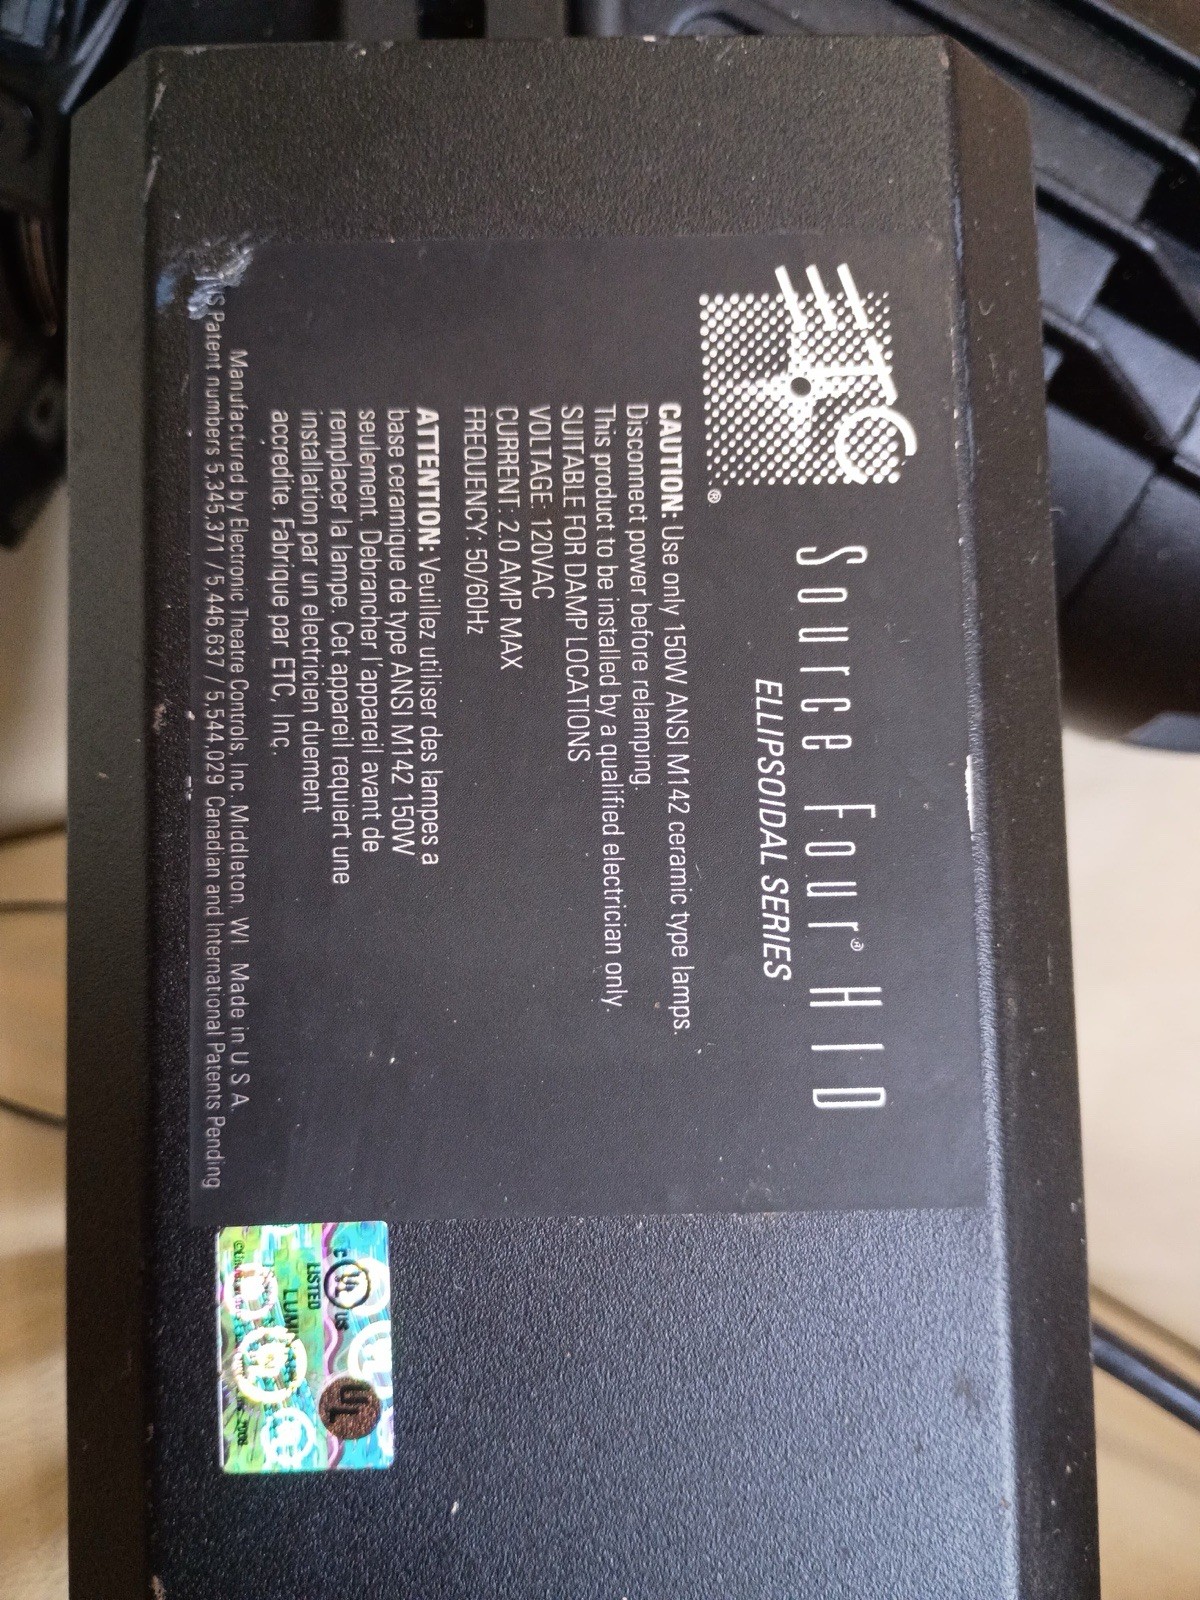 ETC®
Source Four® HID
ELLIPSOIDAL SERIES
CAUTION: Use only 150W ANSI M142 ceramic type lamps.
Disconnect power before relamping.
This product to be installed by a qualified electrician only.
SUITABLE FOR DAMP LOCATIONS
VOLTAGE: 120VAC
CURRENT: 2.0 AMP MAX
FREQUENCY: 50/60Hz
ATTENTION: Veuillez utiliser des lampes a
base ceramique de type ANSI M142 150W
seulement. Debrancher l'appareil avant de
remplacer la lampe. Cet appareil requiert une
installation par un electricien duement
accredite. Fabrique par ETC, Inc.
Manufactured by Electronic Theatre Controls, Inc. Middleton, WI Made in U.S.A.
Patent numbers 5,345,371 / 5,446,637 / 5,544,029 Canadian and International Patents Pending
C UL US
LISTED
UL